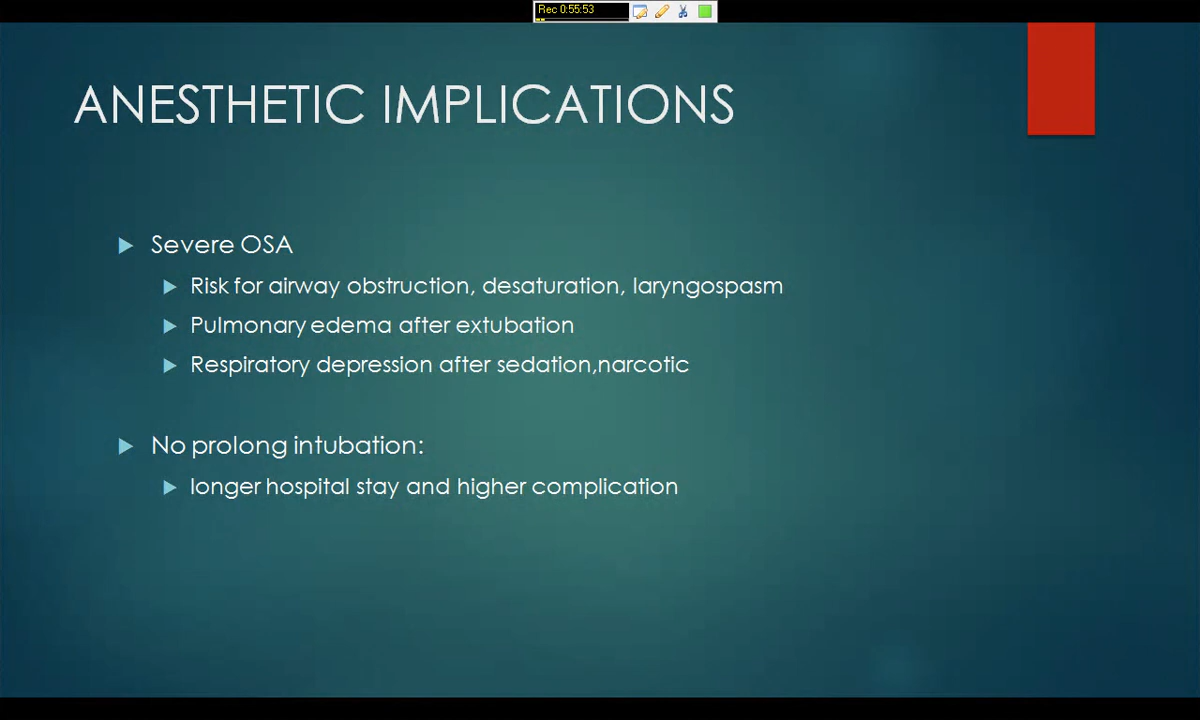 Rec 0:55:53
ANESTHETIC IMPLICATIONS
Severe OSA
Risk for airway obstruction, desaturation, laryngospasm
Pulmonary edema after extubation
Respiratory depression after sedation,narcotic
No prolong intubation:
longer hospital stay and higher complication